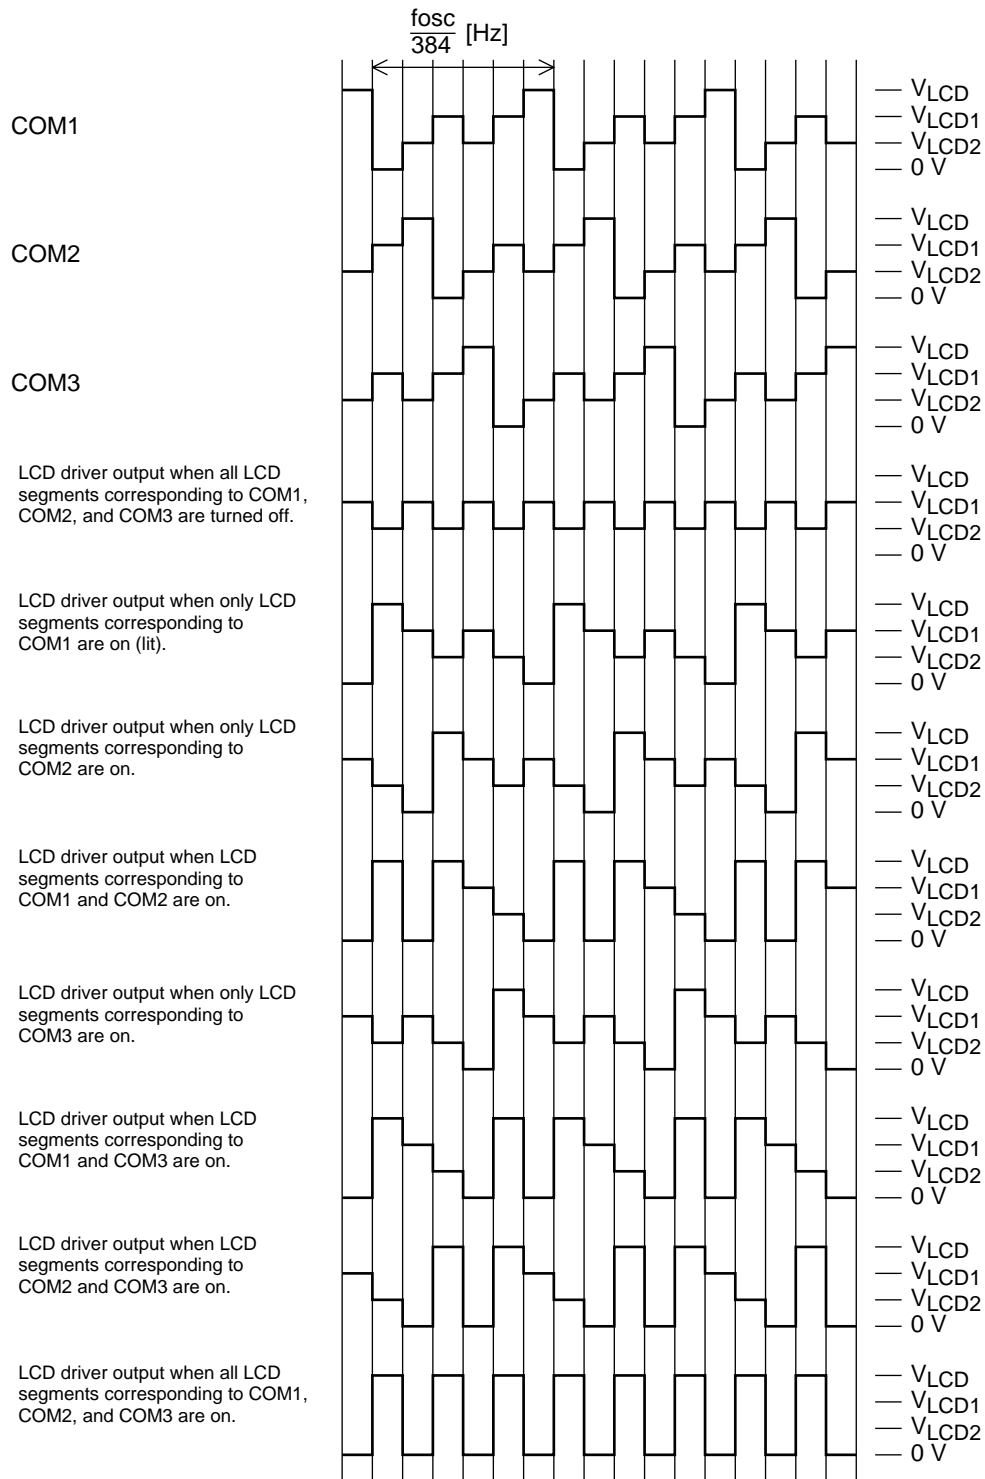 fosc
384 [Hz]
COM1
VLCD
VLCD1
VLCD2
0 V
COM2
VLCD
VLCD1
VLCD2
0 V
COM3
VLCD
VLCD1
VLCD2
0 V
LCD driver output when all LCD
segments corresponding to COM1,
COM2, and COM3 are turned off.
VLCD
VLCD1
VLCD2
0 V
LCD driver output when only LCD
segments corresponding to
COM1 are on (lit).
VLCD
VLCD1
VLCD2
0 V
LCD driver output when only LCD
segments corresponding to
COM2 are on.
VLCD
VLCD1
VLCD2
0 V
LCD driver output when LCD
segments corresponding to
COM1 and COM2 are on.
VLCD
VLCD1
VLCD2
0 V
LCD driver output when only LCD
segments corresponding to
COM3 are on.
VLCD
VLCD1
VLCD2
0 V
LCD driver output when LCD
segments corresponding to
COM1 and COM3 are on.
VLCD
VLCD1
VLCD2
0 V
LCD driver output when LCD
segments corresponding to
COM2 and COM3 are on.
VLCD
VLCD1
VLCD2
0 V
LCD driver output when all LCD
segments corresponding to COM1,
COM2, and COM3 are on.
VLCD
VLCD1
VLCD2
0 V